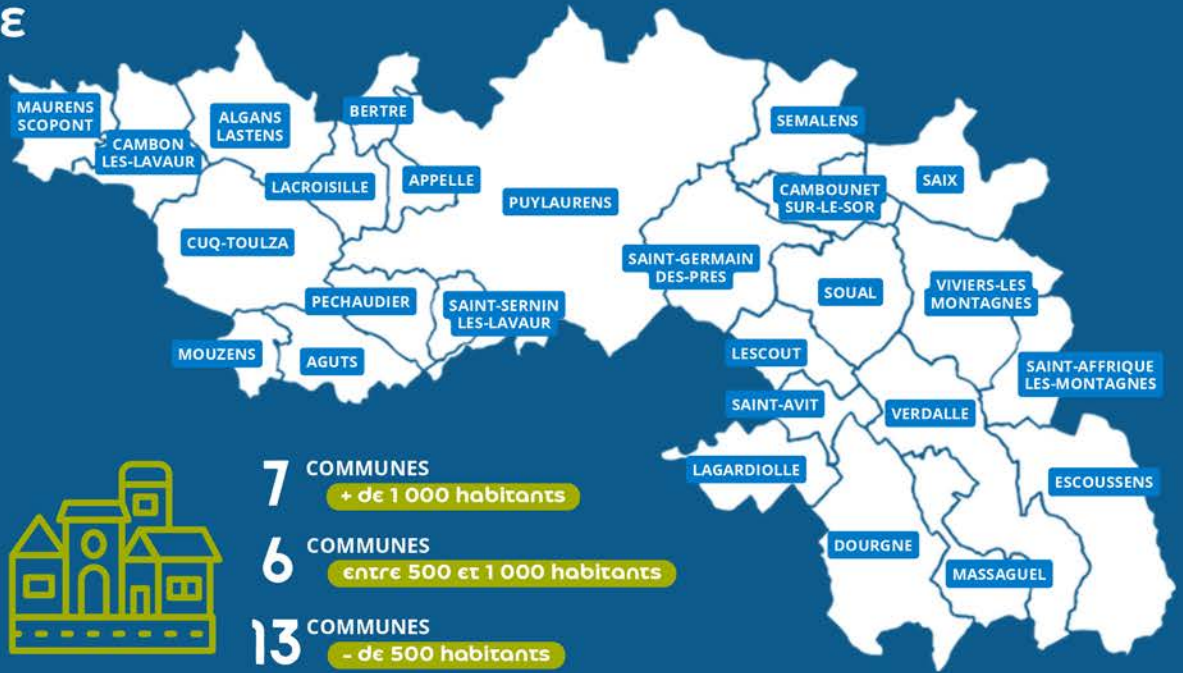 ε
MAURENS
SCOPONT
CAMBON
LES-LAVAUR
ALGANS
LASTENS
BERTRE
LACROISILLE
APPELLE
CUQ-TOULZA
PUYLAURENS
SEMALENS
CAMBOUNET
SUR-LE-SOR
SAIX
SAINT-GERMAIN
DES-PRES
SOUAL
VIVIERS-LES
MONTAGNES
PECHAUDIER
SAINT-SERNIN
LES-LAVAUR
MOUZENS
AGUTS
LESCOUT
SAINT-AFFRIQUE
LES-MONTAGNES
SAINT-AVIT
VERDALLE
LAGARDIOLLE
ESCOUSSENS
DOURGNE
MASSAGUEL
7 COMMUNES
+ de 1 000 habitants
6 COMMUNES
entre 500 et 1 000 habitants
13 COMMUNES
- de 500 habitants